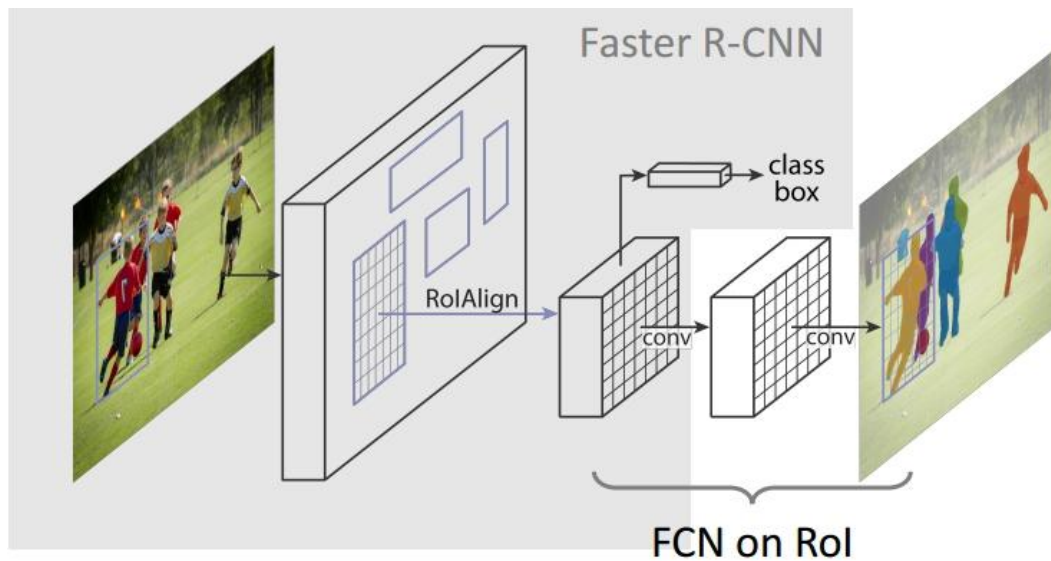 Faster R-CNN
class
box
RoIAlign
conv
conv
FCN on RoI